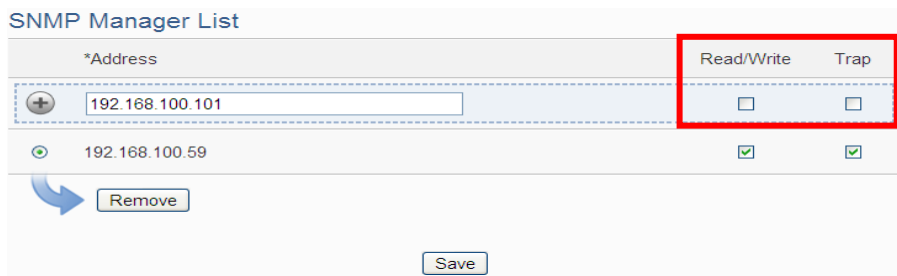 SNMP Manager List
*Address Read/Write Trap
192.168.100.101
192.168.100.59
Remove
Save